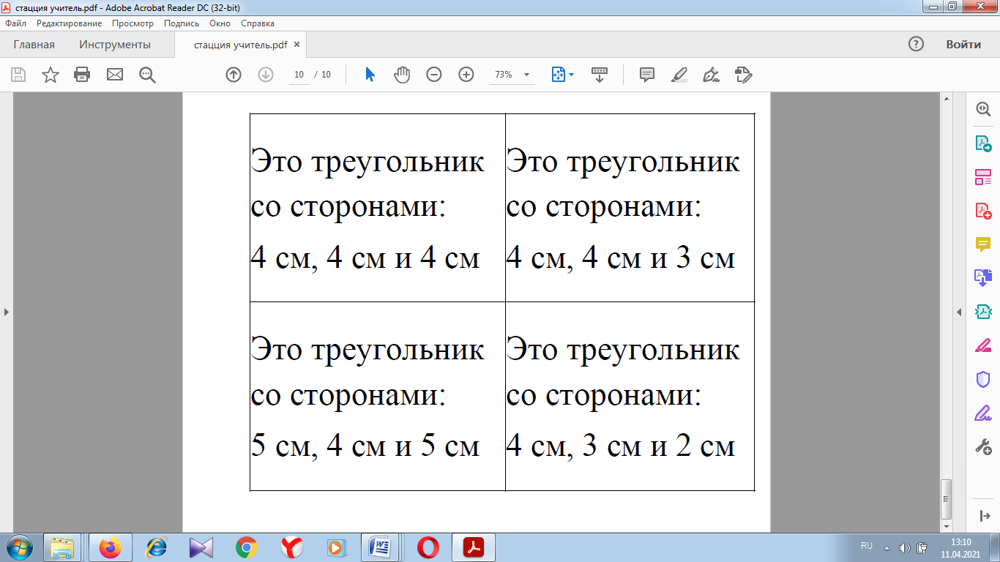 стацция учитель.pdf - Adobe Acrobat Reader DC (32-bit)
Файл Редактирование Просмотр Подпись Окно Справка
Главная Инструменты стацция учитель.pdf × Войти
10 / 10 73%
Это треугольник
со сторонами:
4 см, 4 см и 4 см
Это треугольник
со сторонами:
4 см, 4 см и 3 см
Это треугольник
со сторонами:
5 см, 4 см и 5 см
Это треугольник
со сторонами:
4 см, 3 см и 2 см
RU
13:10
11.04.2021